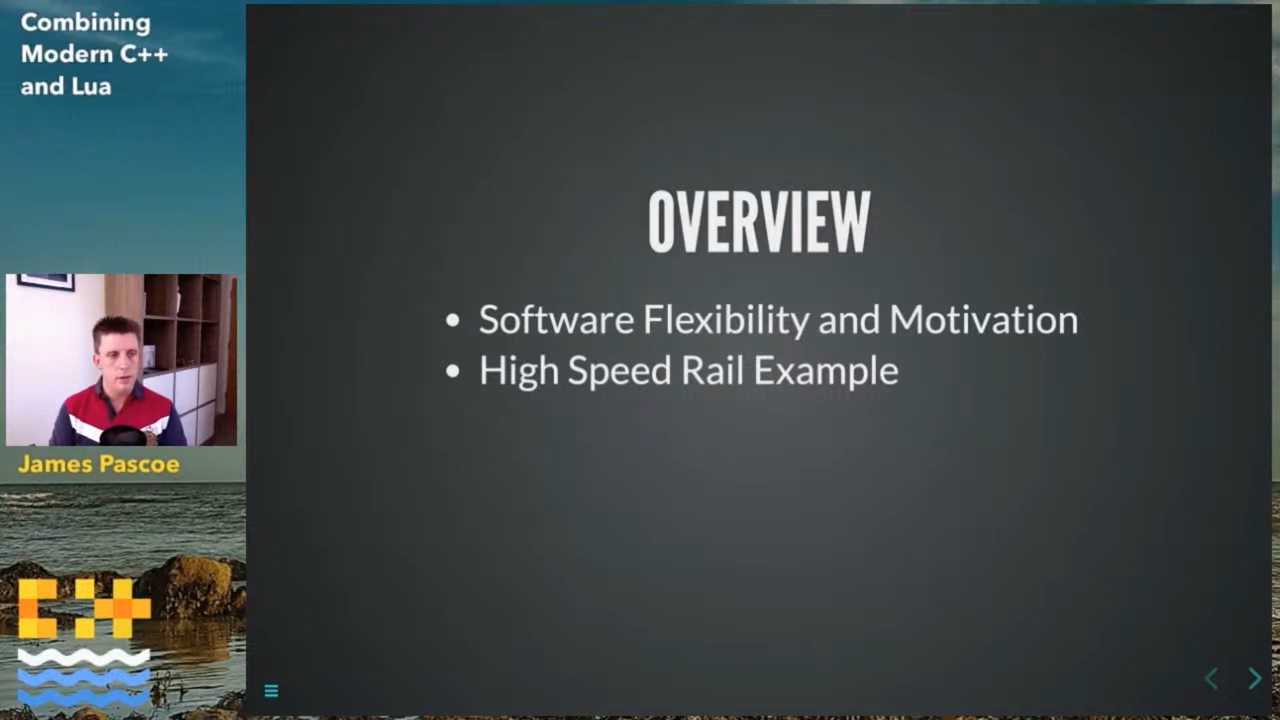 Combining
Modern C++
and Lua
OVERVIEW
• Software Flexibility and Motivation
• High Speed Rail Example
James Pascoe
C++